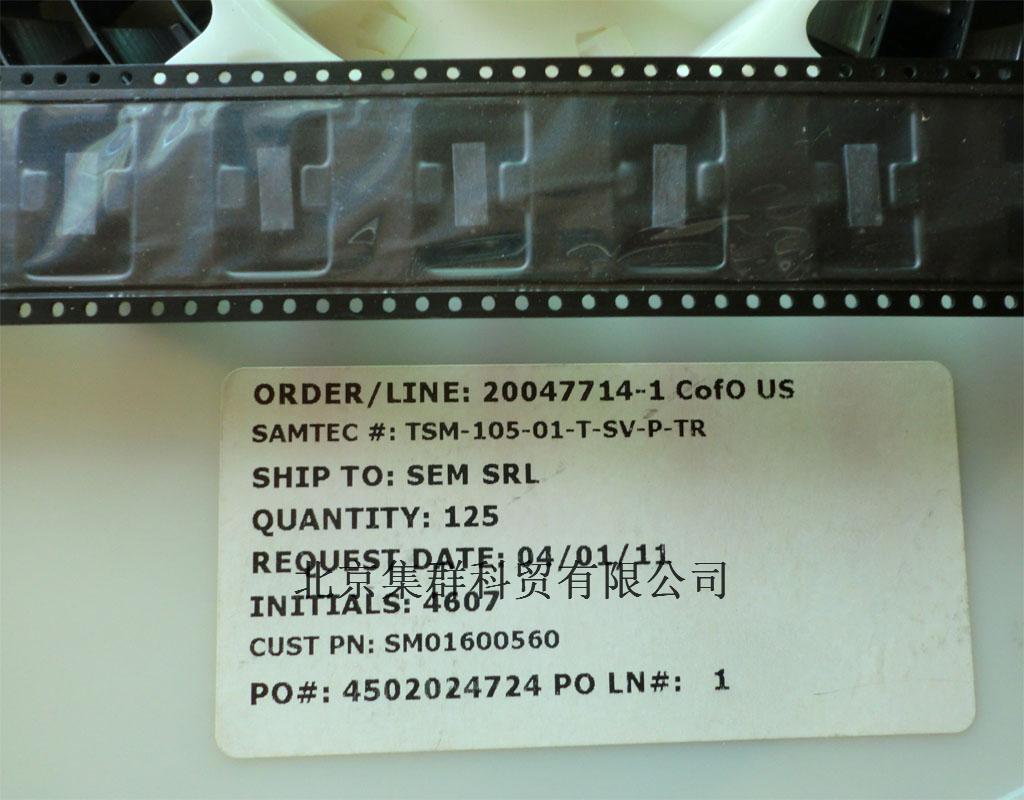 ORDER/LINE: 20047714-1 CofO US
SAMTEC #: TSM-105-01-T-SV-P-TR
SHIP TO: SEM SRL
QUANTITY: 125
REQUEST DATE: 04/01/11
北京集群科贸有限公司
INITIALS: 4607
CUST PN: SM01600560
PO#: 4502024724 PO LN#: 1